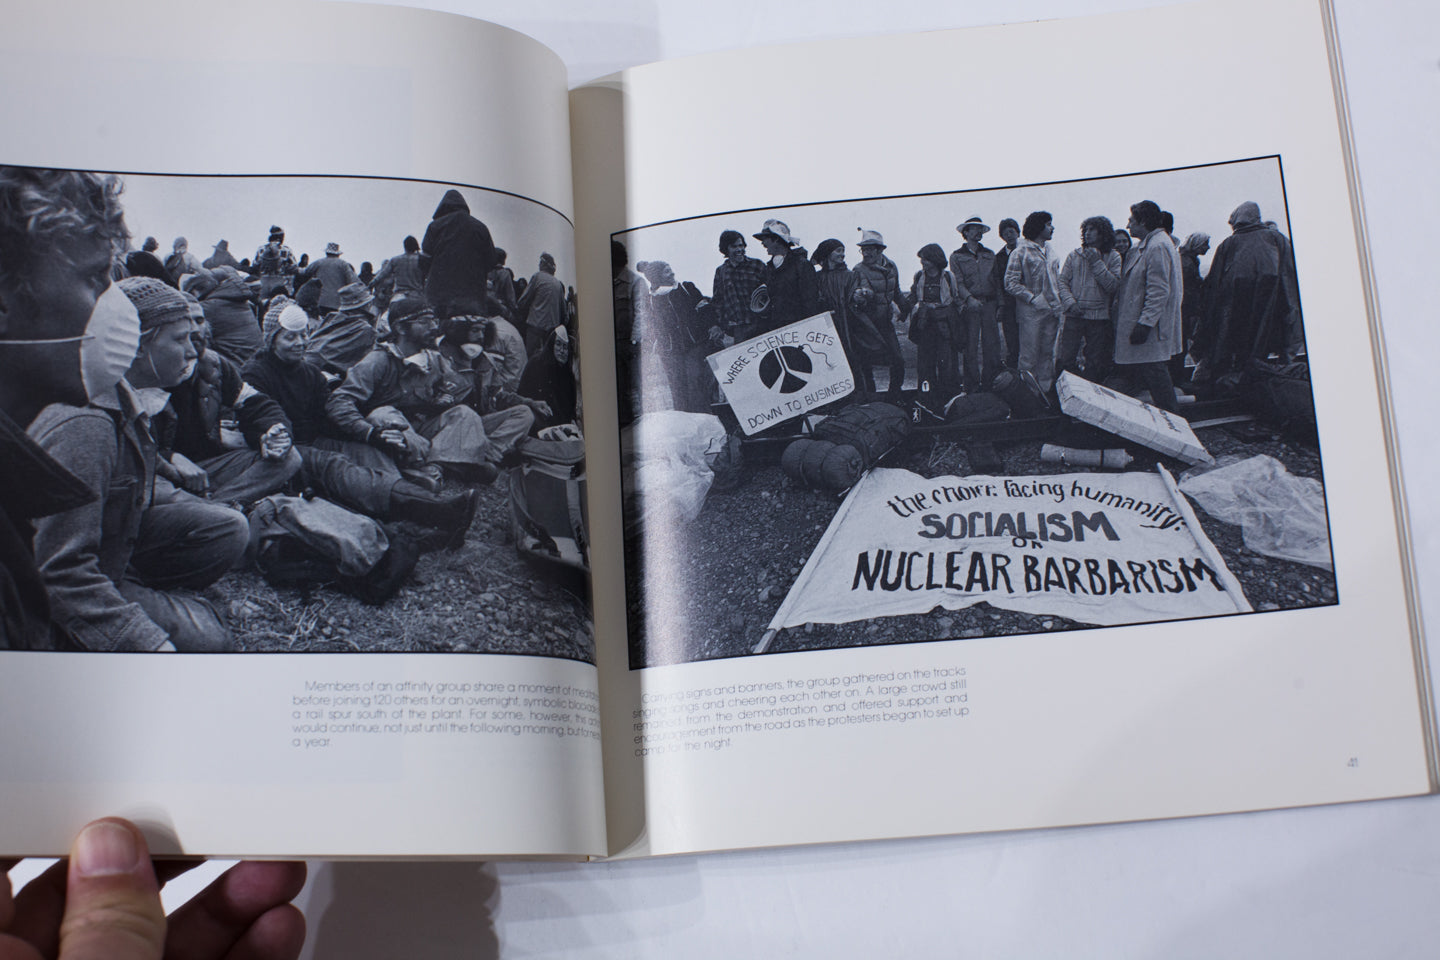 Members of an affinity group share a moment of
before joining 120 others for an overnight, symbolic
a rail spur south of the plant. For some, however, this
would continue, not just until the following morning, but for
a year.
WHERE SCIENCE GETS
DOWN TO BUSINESS
the choir: facing humanity:
SOCIALISM
OR
NUCLEAR BARBARISM
Carrying signs and banners, the group gathered on the tracks
singing songs and cheering each other on. A large crowd still
remained from the demonstration and offered support and
encouragement from the road as the protesters began to set up
camp for the night.
41